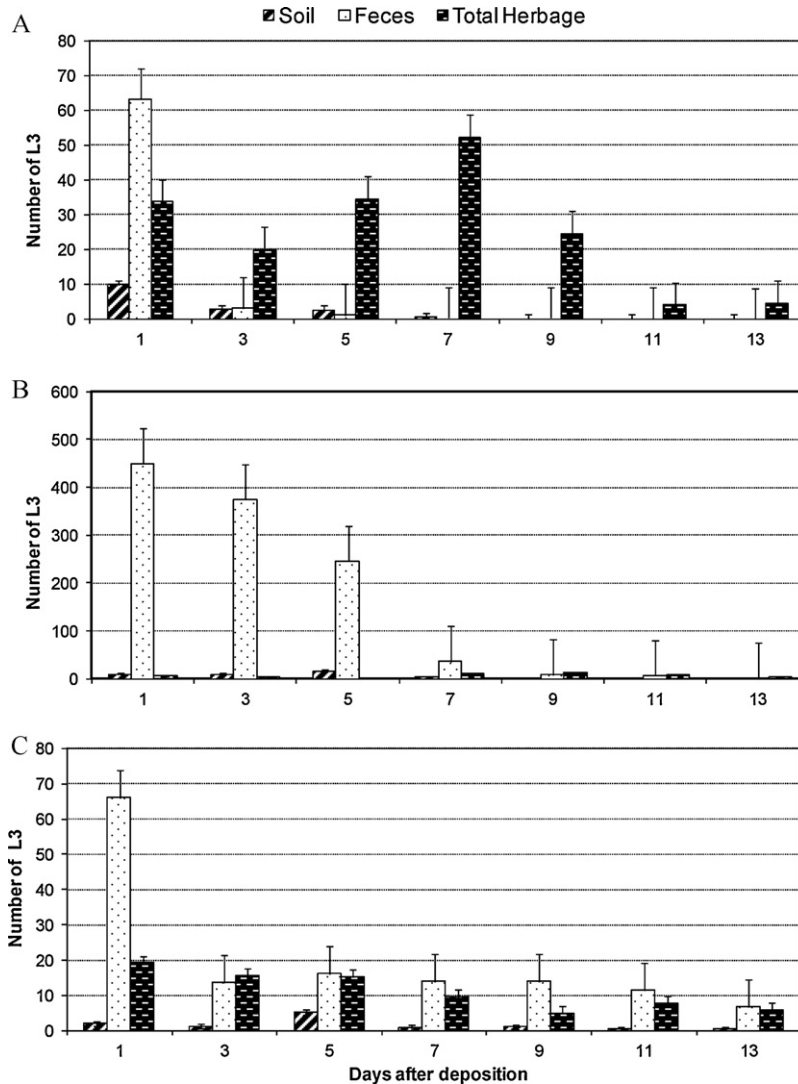 A
Soil Feces Total Herbage
80
70
60
50
40
30
20
10
0
Number of L3
1 3 5 7 9 11 13
B
600
500
400
300
200
100
0
Number of L3
1 3 5 7 9 11 13
C
80
70
60
50
40
30
20
10
0
Number of L3
1 3 5 7 9 11 13
Days after deposition